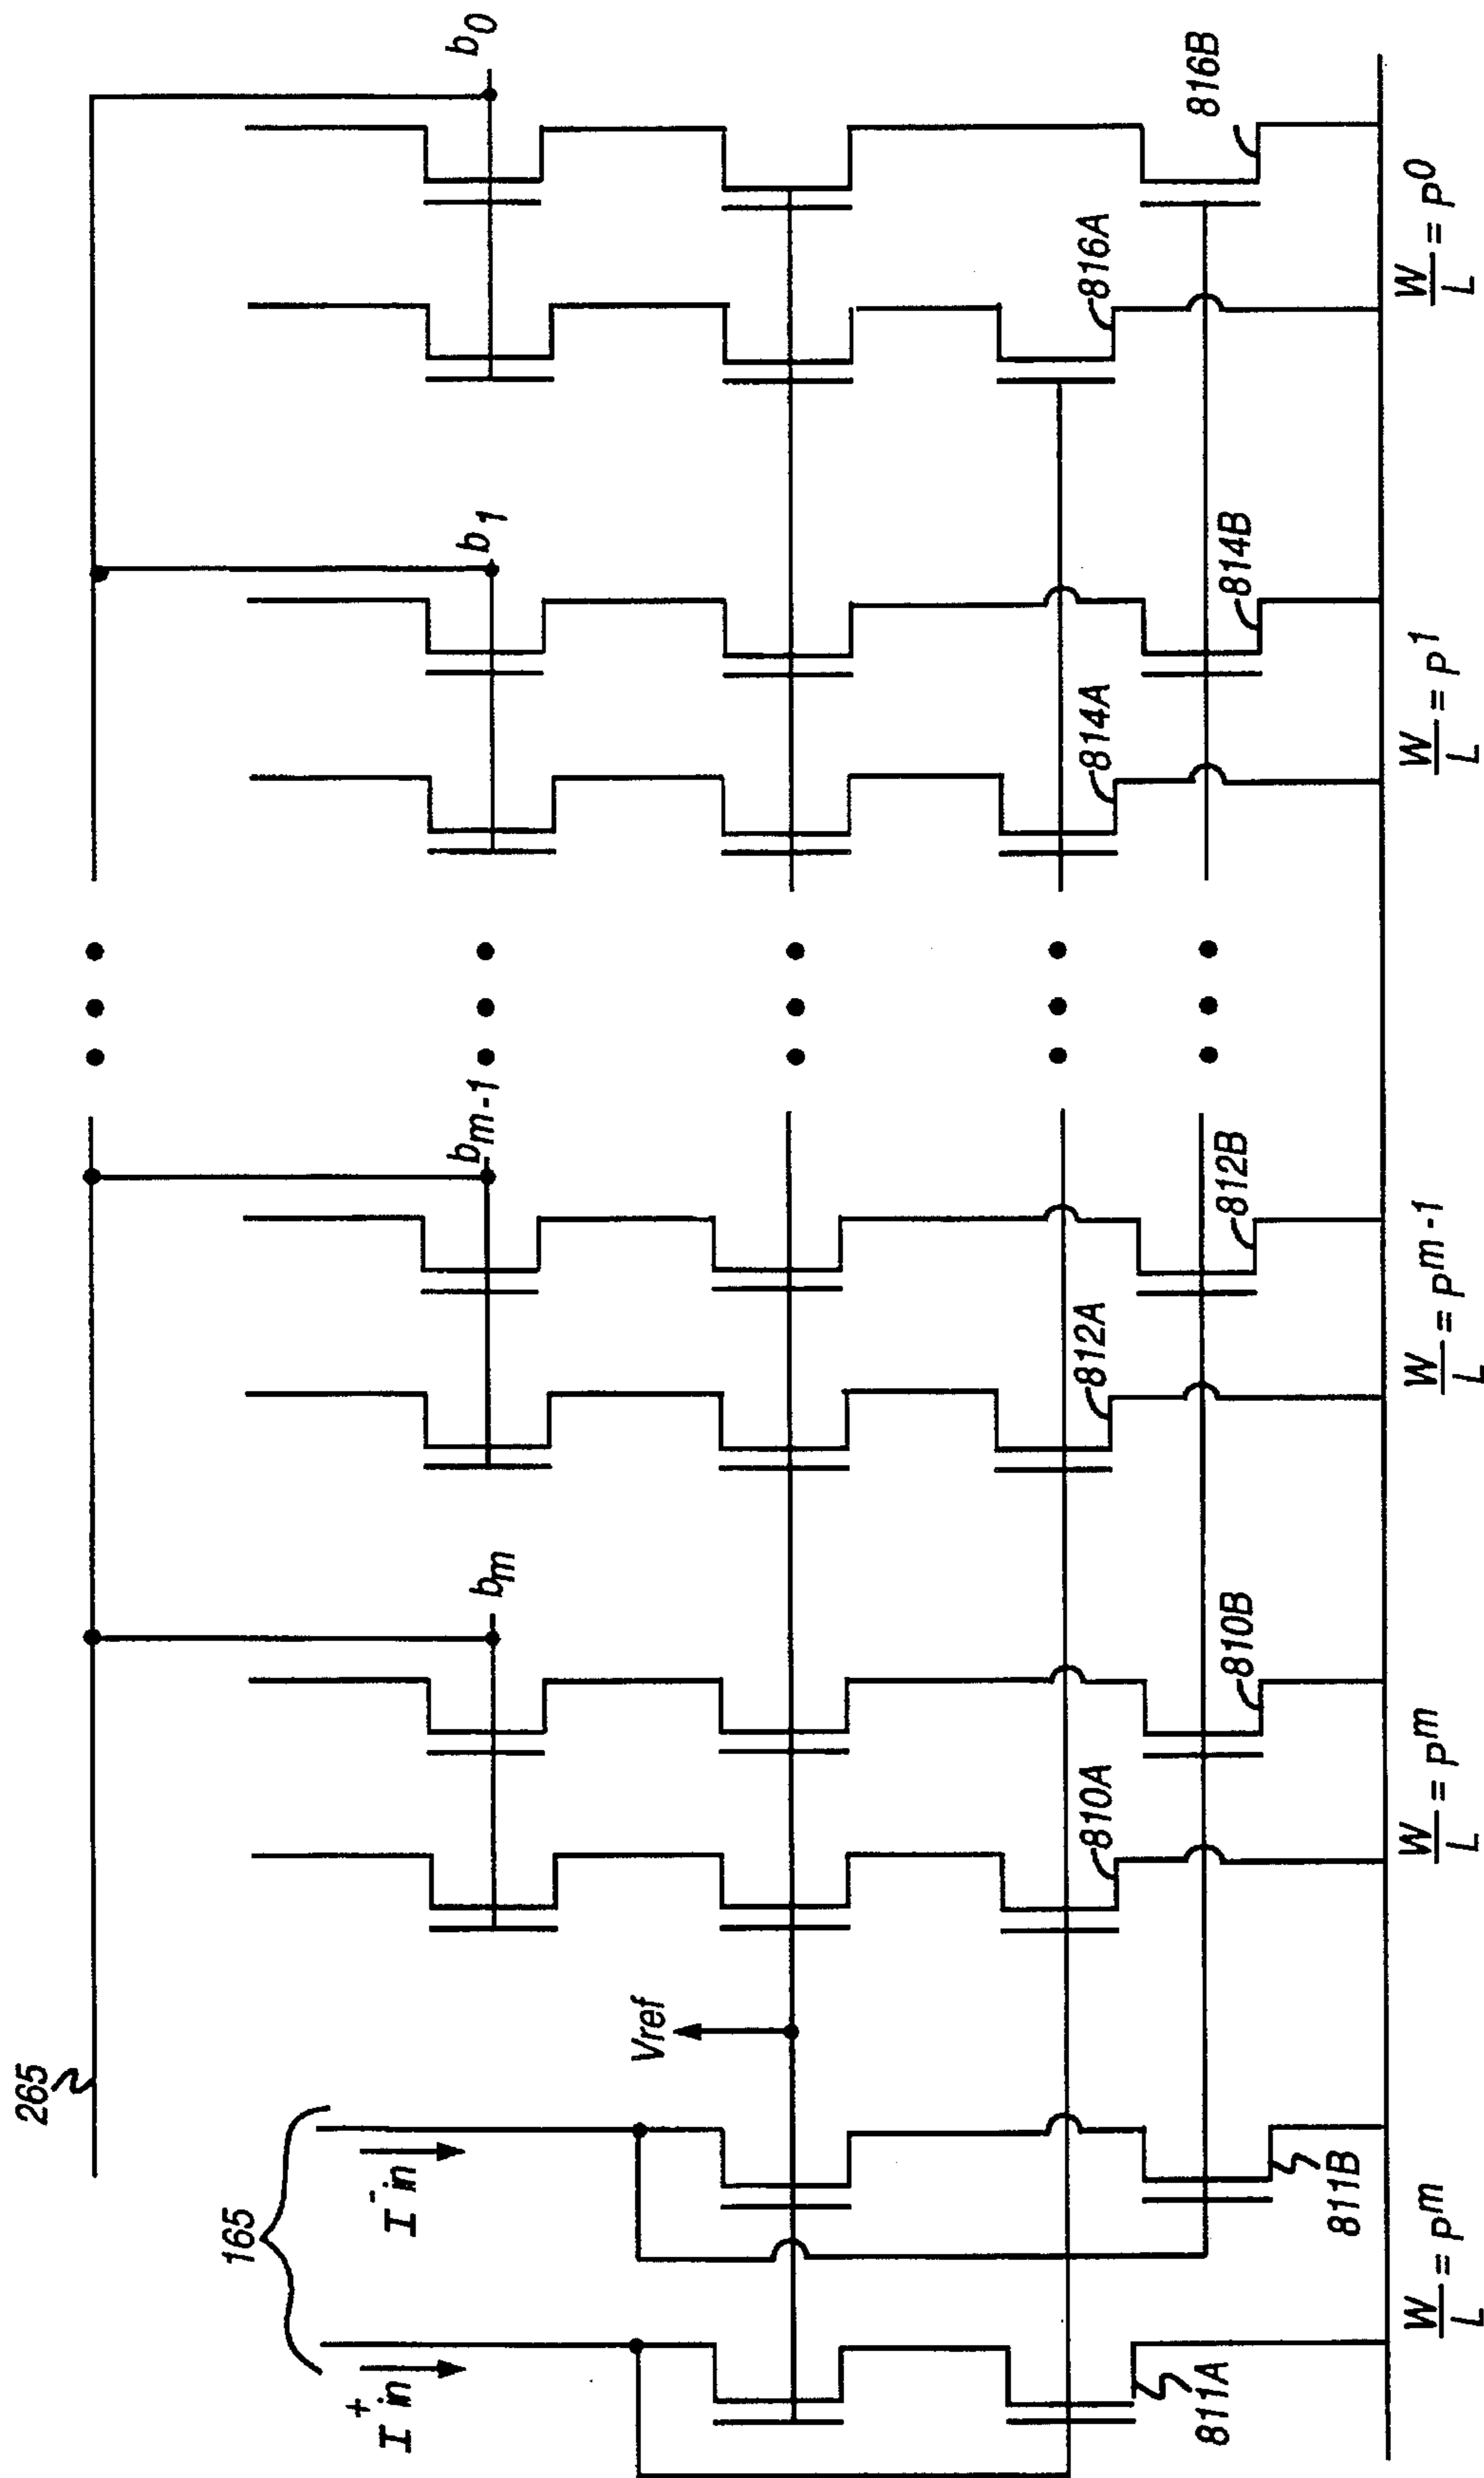 265
165
I+in
I-in
Vref
bm
bm-1
b1
b0
811A
811B
810A
810B
812A
812B
814A
814B
816A
816B
W/L = Pm
W/L = Pm
W/L = Pm-1
W/L = P1
W/L = P0